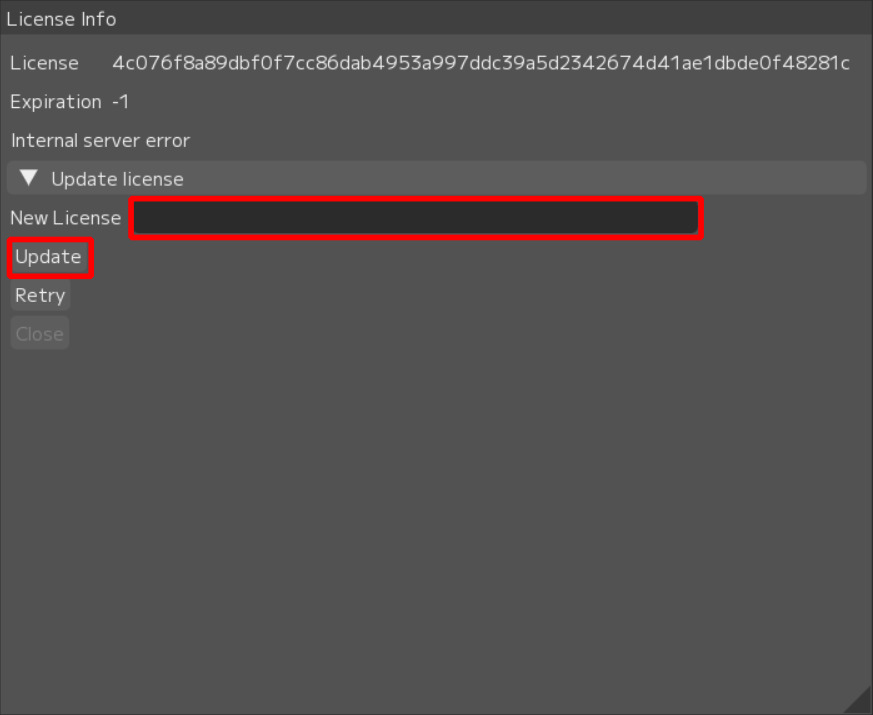 License Info
License 4c076f8a89dbf0f7cc86dab4953a997ddc39a5d2342674d41ae1dbde0f48281c
Expiration -1
Internal server error
Update license
New License
Update
Retry
Close